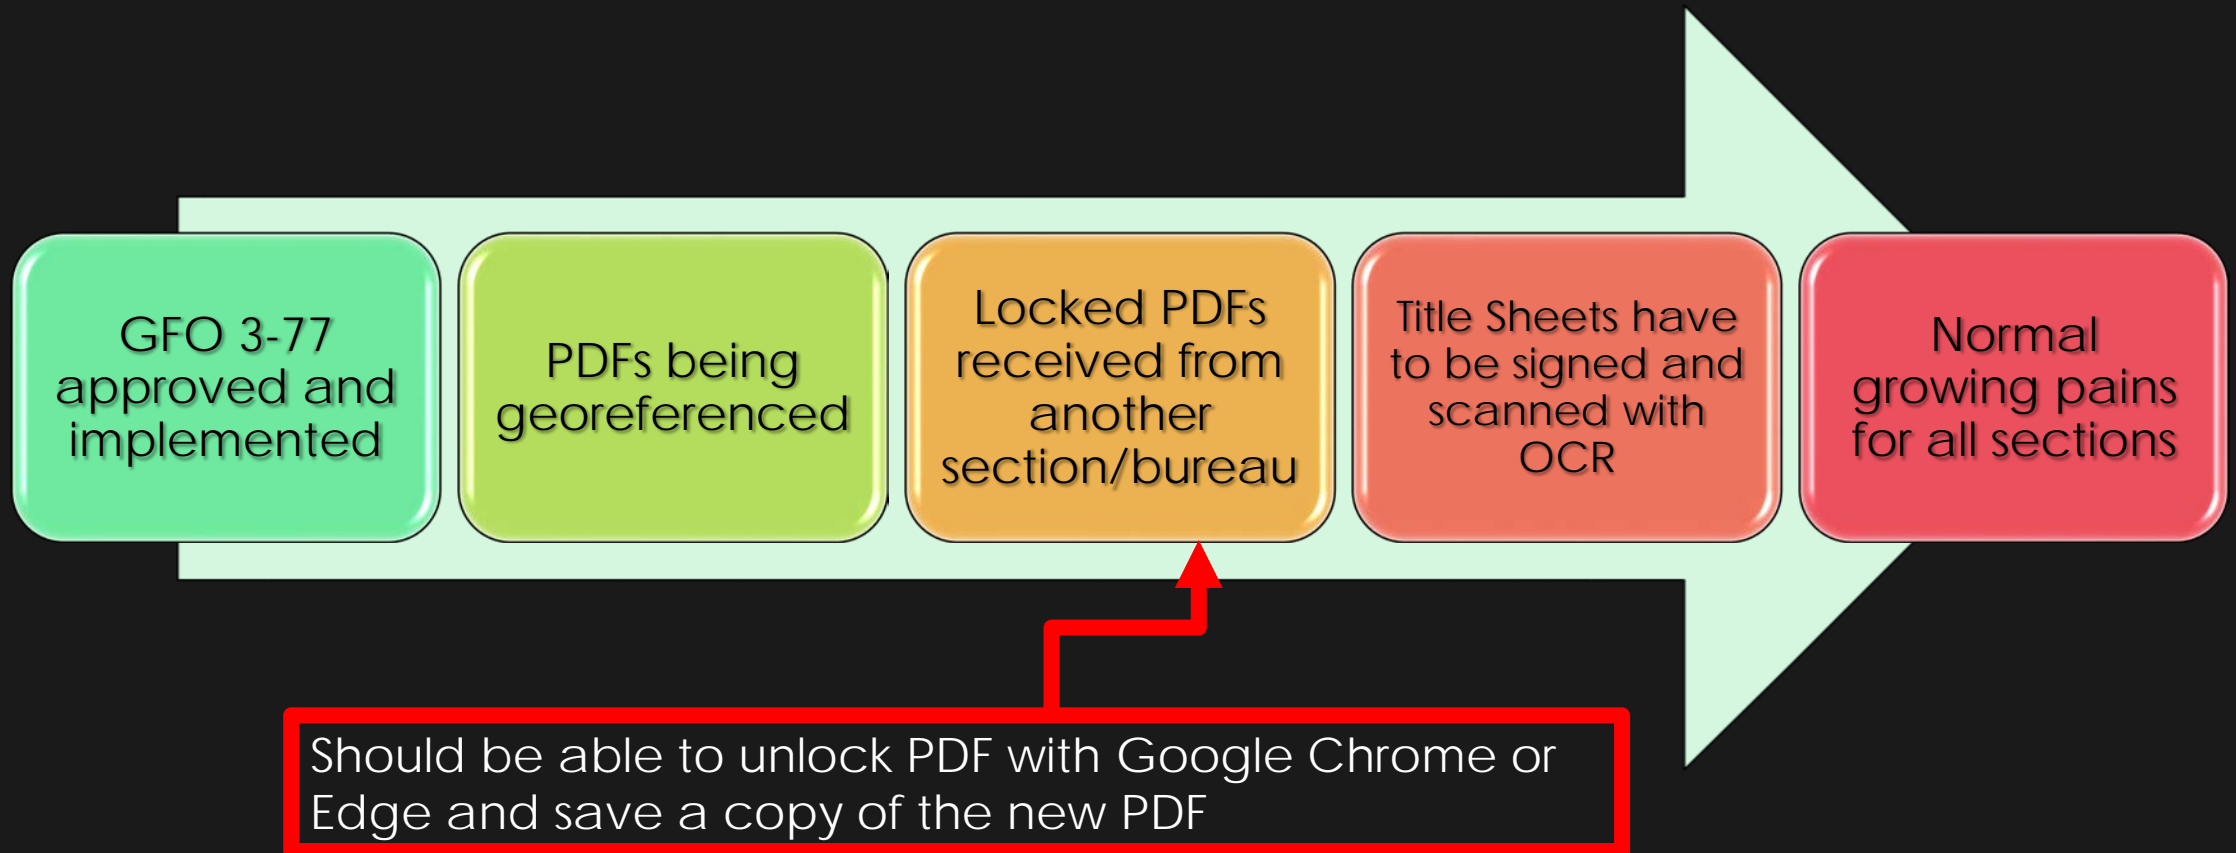 GFO 3-77
approved and
implemented
PDFs being
georeferenced
Locked PDFs
received from
another
section/bureau
Title Sheets have
to be signed and
scanned with
OCR
Normal
growing pains
for all sections
Should be able to unlock PDF with Google Chrome or
Edge and save a copy of the new PDF